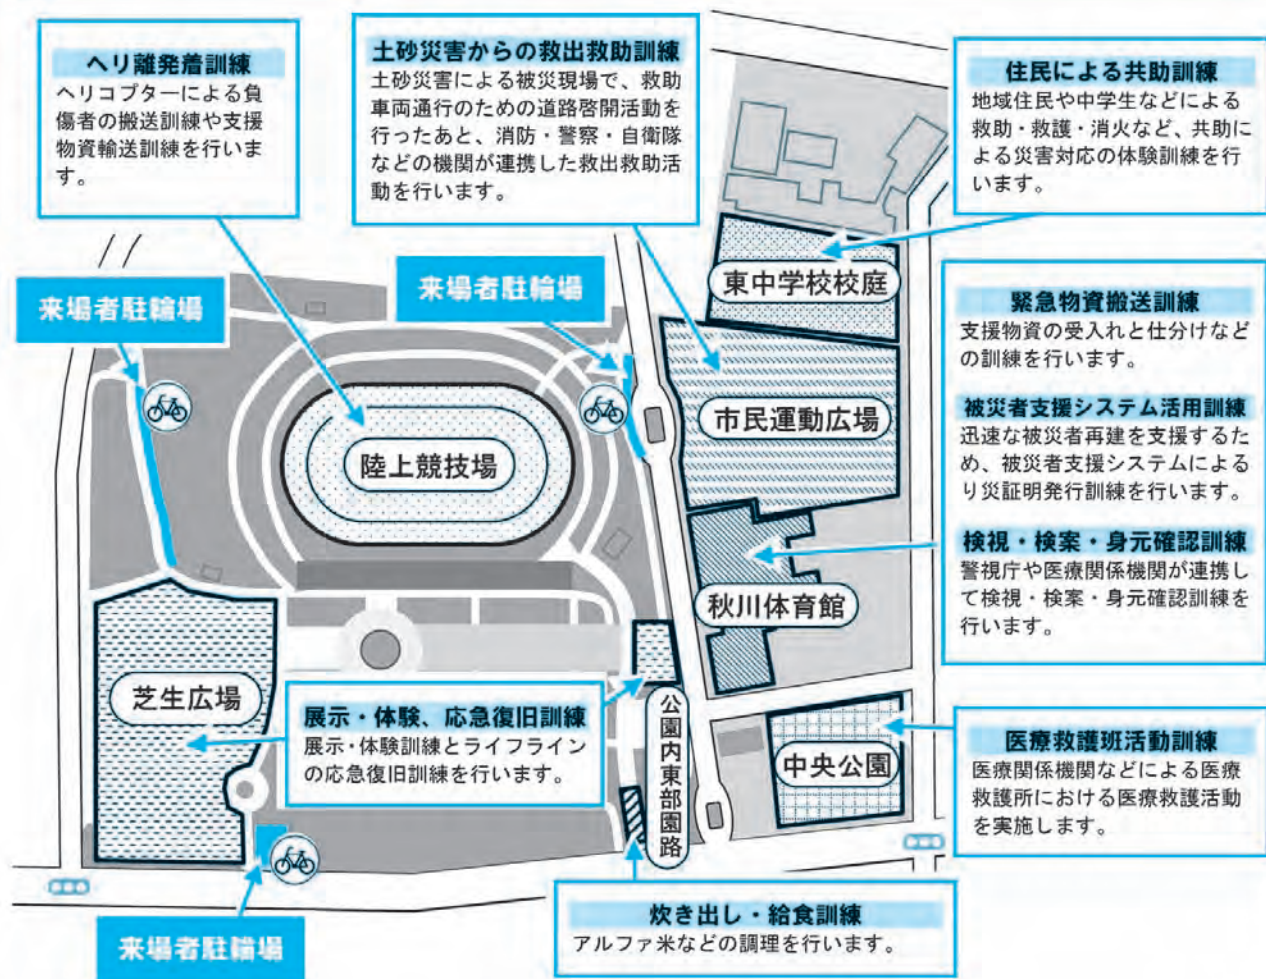 ヘリ離発着訓練
ヘリコプターによる負
傷者の搬送訓練や支援
物資輸送訓練を行いま
す。
土砂災害からの救出救助訓練
土砂災害による被災現場で、救助
車両通行のための道路啓開活動を
行ったあと、消防・警察・自衛隊
などの機関が連携した救出救助活
動を行います。
住民による共助訓練
地域住民や中学生などによる
救助・救護・消火など、共助に
よる災害対応の体験訓練を行
います。
来場者駐輪場
来場者駐輪場
東中学校校庭
緊急物資搬送訓練
支援物資の受入れと仕分けなど
の訓練を行います。
被災者支援システム活用訓練
迅速な被災者再建を支援するた
め、被災者支援システムによる
り災証明発行訓練を行います。
検視・検案・身元確認訓練
警視庁や医療関係機関が連携し
て検視・検案・身元確認訓練を
行います。
市民運動広場
陸上競技場
秋川体育館
芝生広場
展示・体験、応急復旧訓練
展示・体験訓練とライフライン
の応急復旧訓練を行います。
公園内東部園路
中央公園
医療救護班活動訓練
医療関係機関などによる医療
救護所における医療救護活動
を実施します。
炊き出し・給食訓練
アルファ米などの調理を行います。
来場者駐輪場